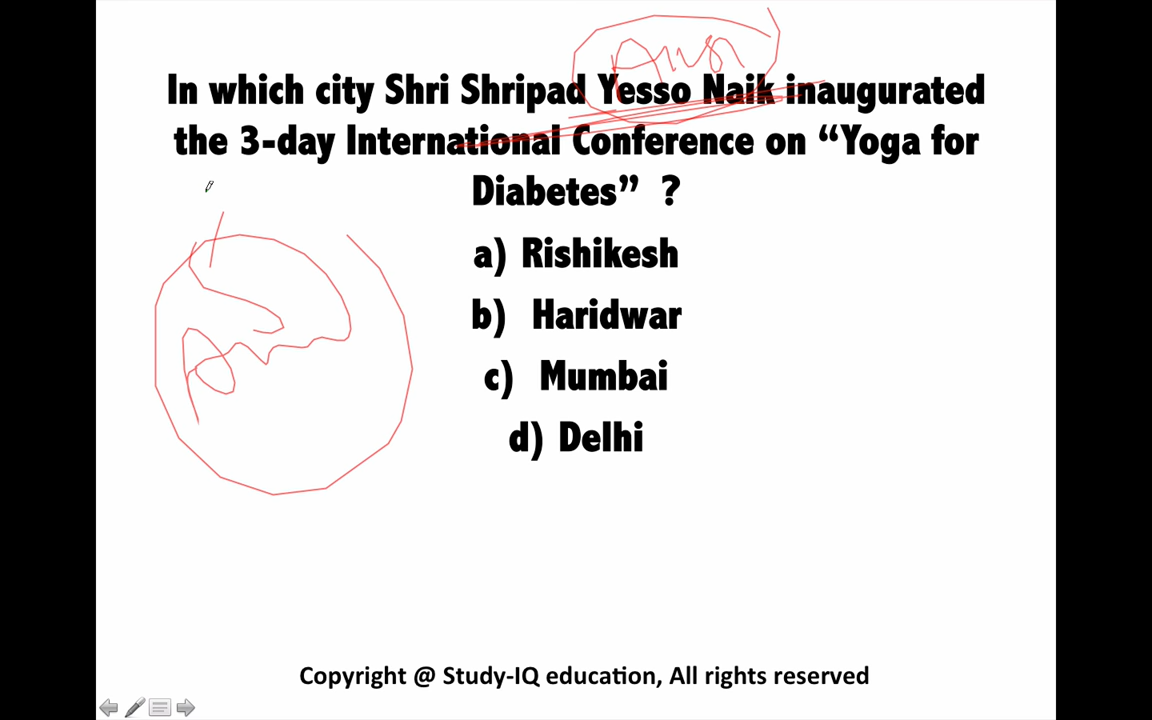 In which city Shri Shripad Yesso Naik inaugurated
the 3-day International Conference on “Yoga for
Diabetes” ?
a) Rishikesh
b) Haridwar
c) Mumbai
d) Delhi
Copyright @ Study-IQ education, All rights reserved